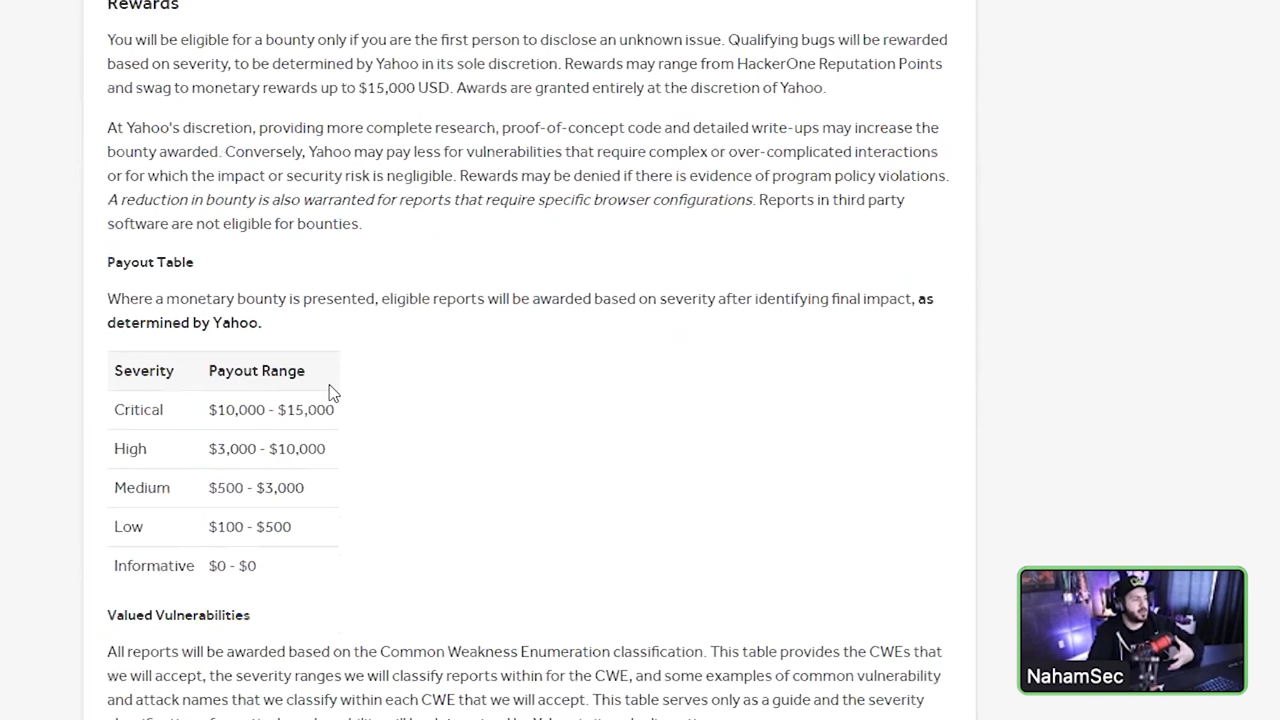 Rewards
You will be eligible for a bounty only if you are the first person to disclose an unknown issue. Qualifying bugs will be rewarded
based on severity, to be determined by Yahoo in its sole discretion. Rewards may range from HackerOne Reputation Points
and swag to monetary rewards up to $15,000 USD. Awards are granted entirely at the discretion of Yahoo.
At Yahoo's discretion, providing more complete research, proof-of-concept code and detailed write-ups may increase the
bounty awarded. Conversely, Yahoo may pay less for vulnerabilities that require complex or over-complicated interactions
or for which the impact or security risk is negligible. Rewards may be denied if there is evidence of program policy violations.
A reduction in bounty is also warranted for reports that require specific browser configurations. Reports in third party
software are not eligible for bounties.
Payout Table
Where a monetary bounty is presented, eligible reports will be awarded based on severity after identifying final impact, as
determined by Yahoo.
Severity Payout Range
Critical $10,000 - $15,000
High $3,000 - $10,000
Medium $500 - $3,000
Low $100 - $500
Informative $0 - $0
Valued Vulnerabilities
All reports will be awarded based on the Common Weakness Enumeration classification. This table provides the CWEs that
we will accept, the severity ranges we will classify reports within for the CWE, and some examples of common vulnerability
and attack names that we classify within each CWE that we will accept. This table serves only as a guide and the severity
NahamSec